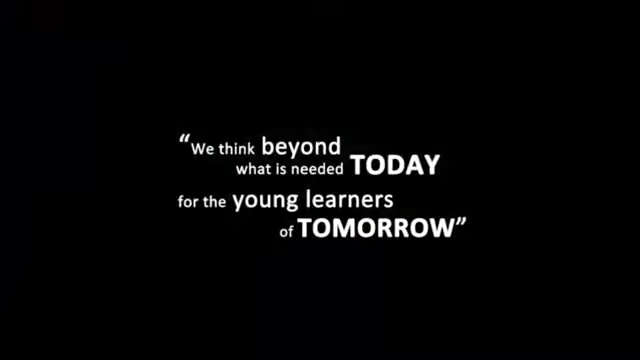 “We think beyond
what is needed TODAY
for the young learners
of TOMORROW”